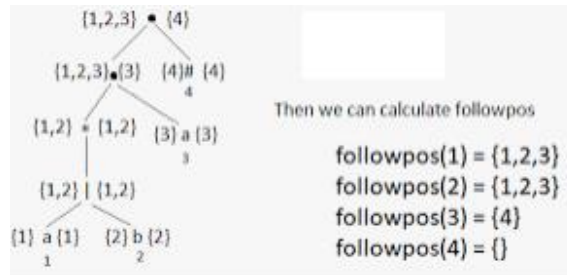 {1,2,3} • {4}
{1,2,3} • {3} {4} # {4}
4
{1,2} * {1,2} {3} a {3}
3
{1,2} | {1,2}
{1} a {1} {2} b {2}
1 2
Then we can calculate followpos
followpos(1) = {1,2,3}
followpos(2) = {1,2,3}
followpos(3) = {4}
followpos(4) = {}